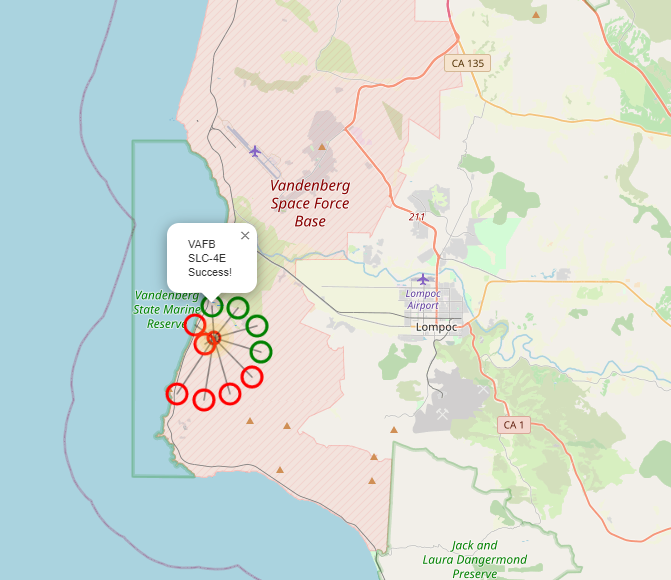 CA 135
Vandenberg
Space Force
Base
211
×
VAFB
SLC-4E
Success!
Lompoc
Airport
Vandenberg
State Marine
Reserve
Lompoc
CA 1
Jack and
Laura Dangermond
Preserve